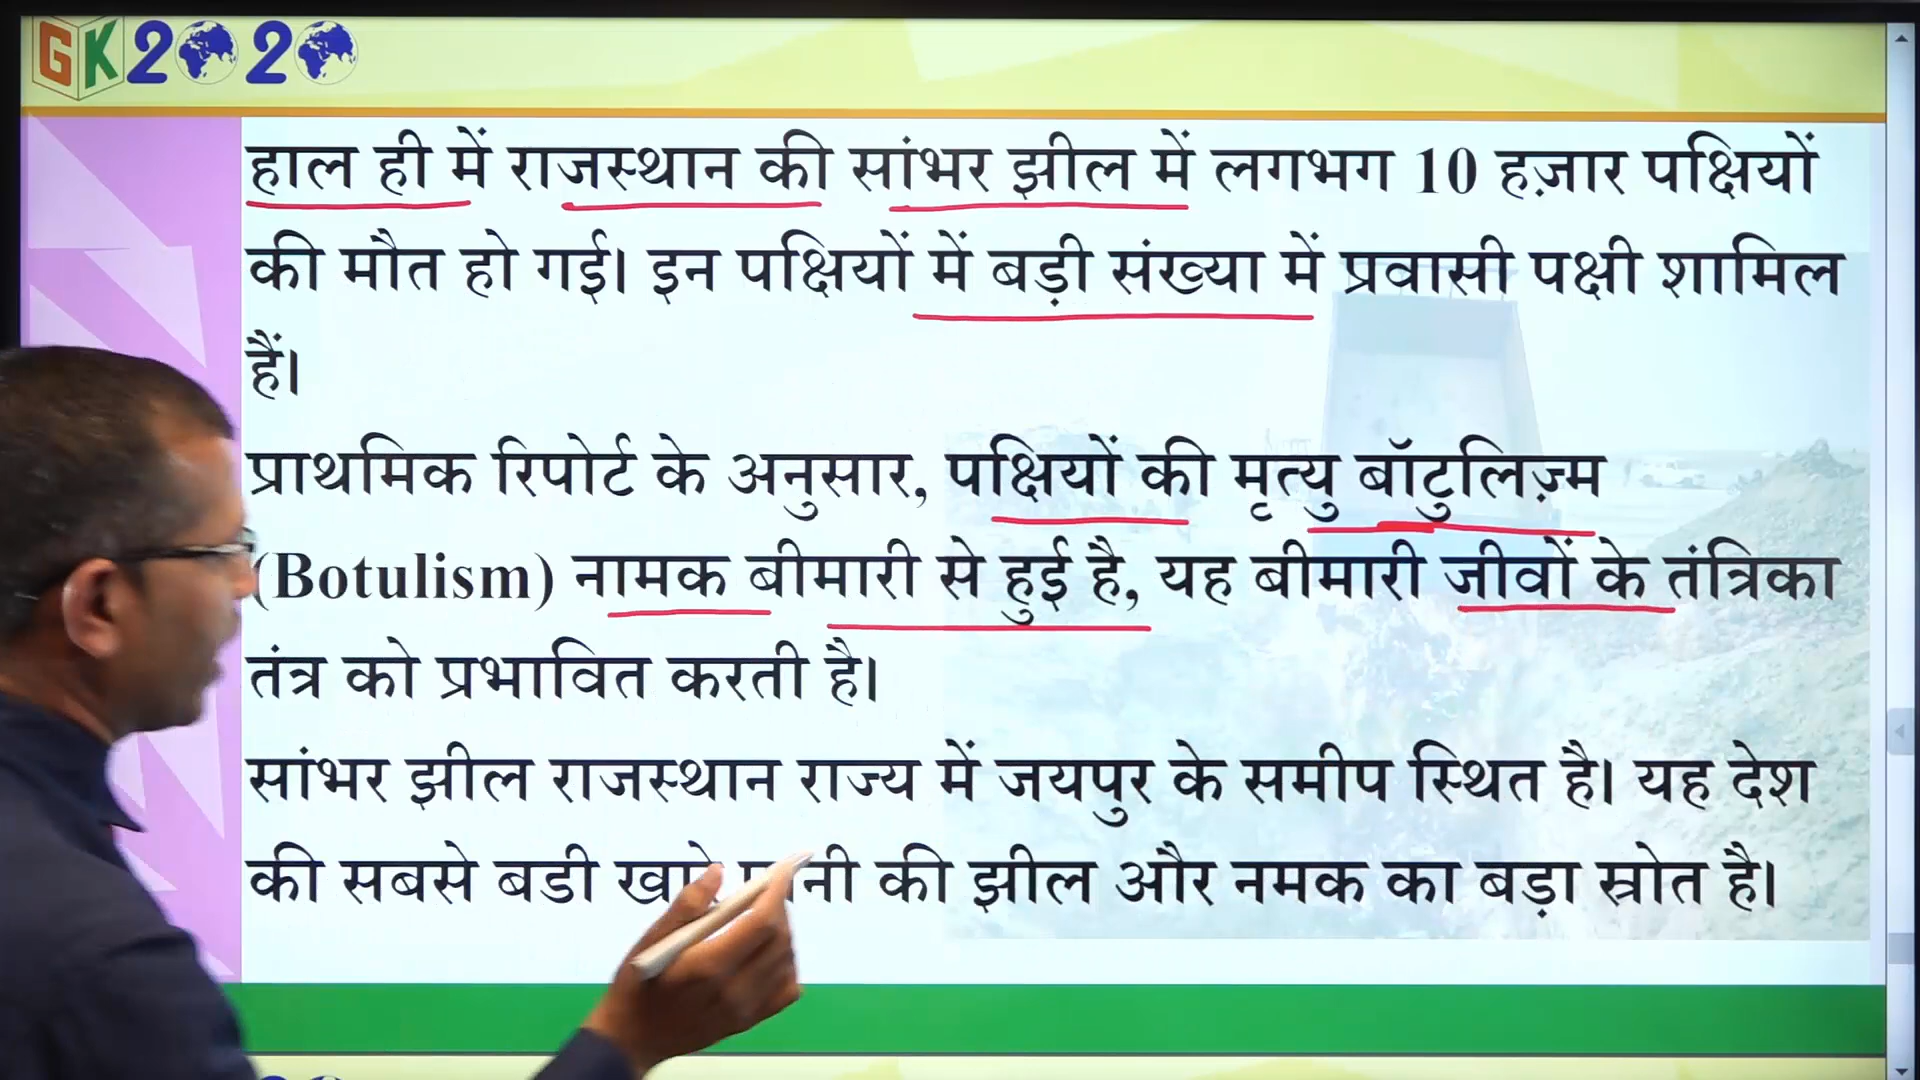 GK2020
हाल ही में राजस्थान की सांभर झील में लगभग 10 हज़ार पक्षियों
की मौत हो गई। इन पक्षियों में बड़ी संख्या में प्रवासी पक्षी शामिल
हैं।
प्राथमिक रिपोर्ट के अनुसार, पक्षियों की मृत्यु बॉटुलिज़्म
(Botulism) नामक बीमारी से हुई है, यह बीमारी जीवों के तंत्रिका
तंत्र को प्रभावित करती है।
सांभर झील राजस्थान राज्य में जयपुर के समीप स्थित है। यह देश
की सबसे बडी की झील और नमक का बड़ा स्रोत है।